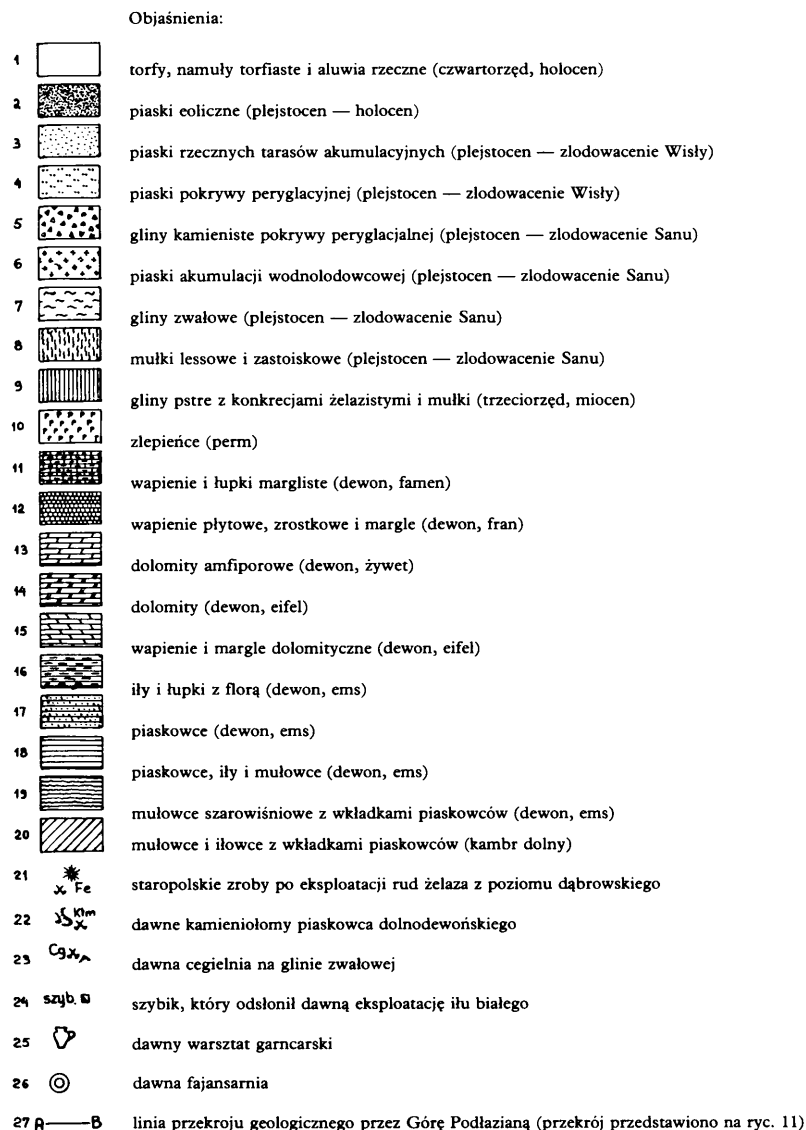 Objaśnienia:
1 torfy, namuły torfiaste i aluwia rzeczne (czwartorzęd, holocen)
2 piaski eoliczne (plejstocen — holocen)
3 piaski rzecznych tarasów akumulacyjnych (plejstocen — zlodowacenie Wisły)
4 piaski pokrywy peryglacyjnej (plejstocen — zlodowacenie Wisły)
5 gliny kamieniste pokrywy peryglacjalnej (plejstocen — zlodowacenie Sanu)
6 piaski akumulacji wodnolodowcowej (plejstocen — zlodowacenie Sanu)
7 gliny zwałowe (plejstocen — zlodowacenie Sanu)
8 mułki lessowe i zastoiskowe (plejstocen — zlodowacenie Sanu)
9 gliny pstre z konkrecjami żelazistymi i mułki (trzeciorzęd, miocen)
10 zlepieńce (perm)
11 wapienie i łupki margliste (dewon, famen)
12 wapienie płytowe, zrostkowe i margle (dewon, fran)
13 dolomity amfiporowe (dewon, żywet)
14 dolomity (dewon, eifel)
15 wapienie i margle dolomityczne (dewon, eifel)
16 iły i łupki z florą (dewon, ems)
17 piaskowce (dewon, ems)
18 piaskowce, iły i mułowce (dewon, ems)
19 mułowce szarowiśniowe z wkładkami piaskowców (dewon, ems)
20 mułowce i iłowce z wkładkami piaskowców (kambr dolny)
21 x Fe staropolskie zroby po eksploatacji rud żelaza z poziomu dąbrowskiego
22 Kłm x dawne kamieniołomy piaskowca dolnodewońskiego
23 Cg x dawna cegielnia na glinie zwałowej
24 szyb. szybik, który odsłonił dawną eksploatację iłu białego
25 dawny warsztat garncarski
26 dawna fajansarnia
27 A—B linia przekroju geologicznego przez Górę Podłazianą (przekrój przedstawiono na ryc. 11)